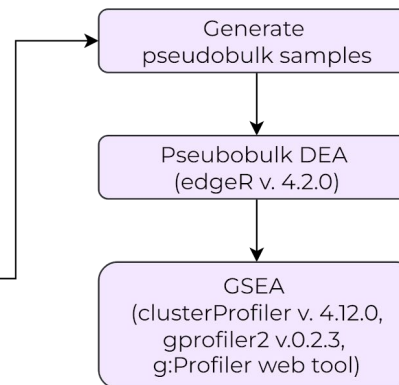 Generate
pseudobulk samples
Pseubobulk DEA
(edgeR v. 4.2.0)
GSEA
(clusterProfiler v. 4.12.0,
gprofiler2 v.0.2.3,
g:Profiler web tool)